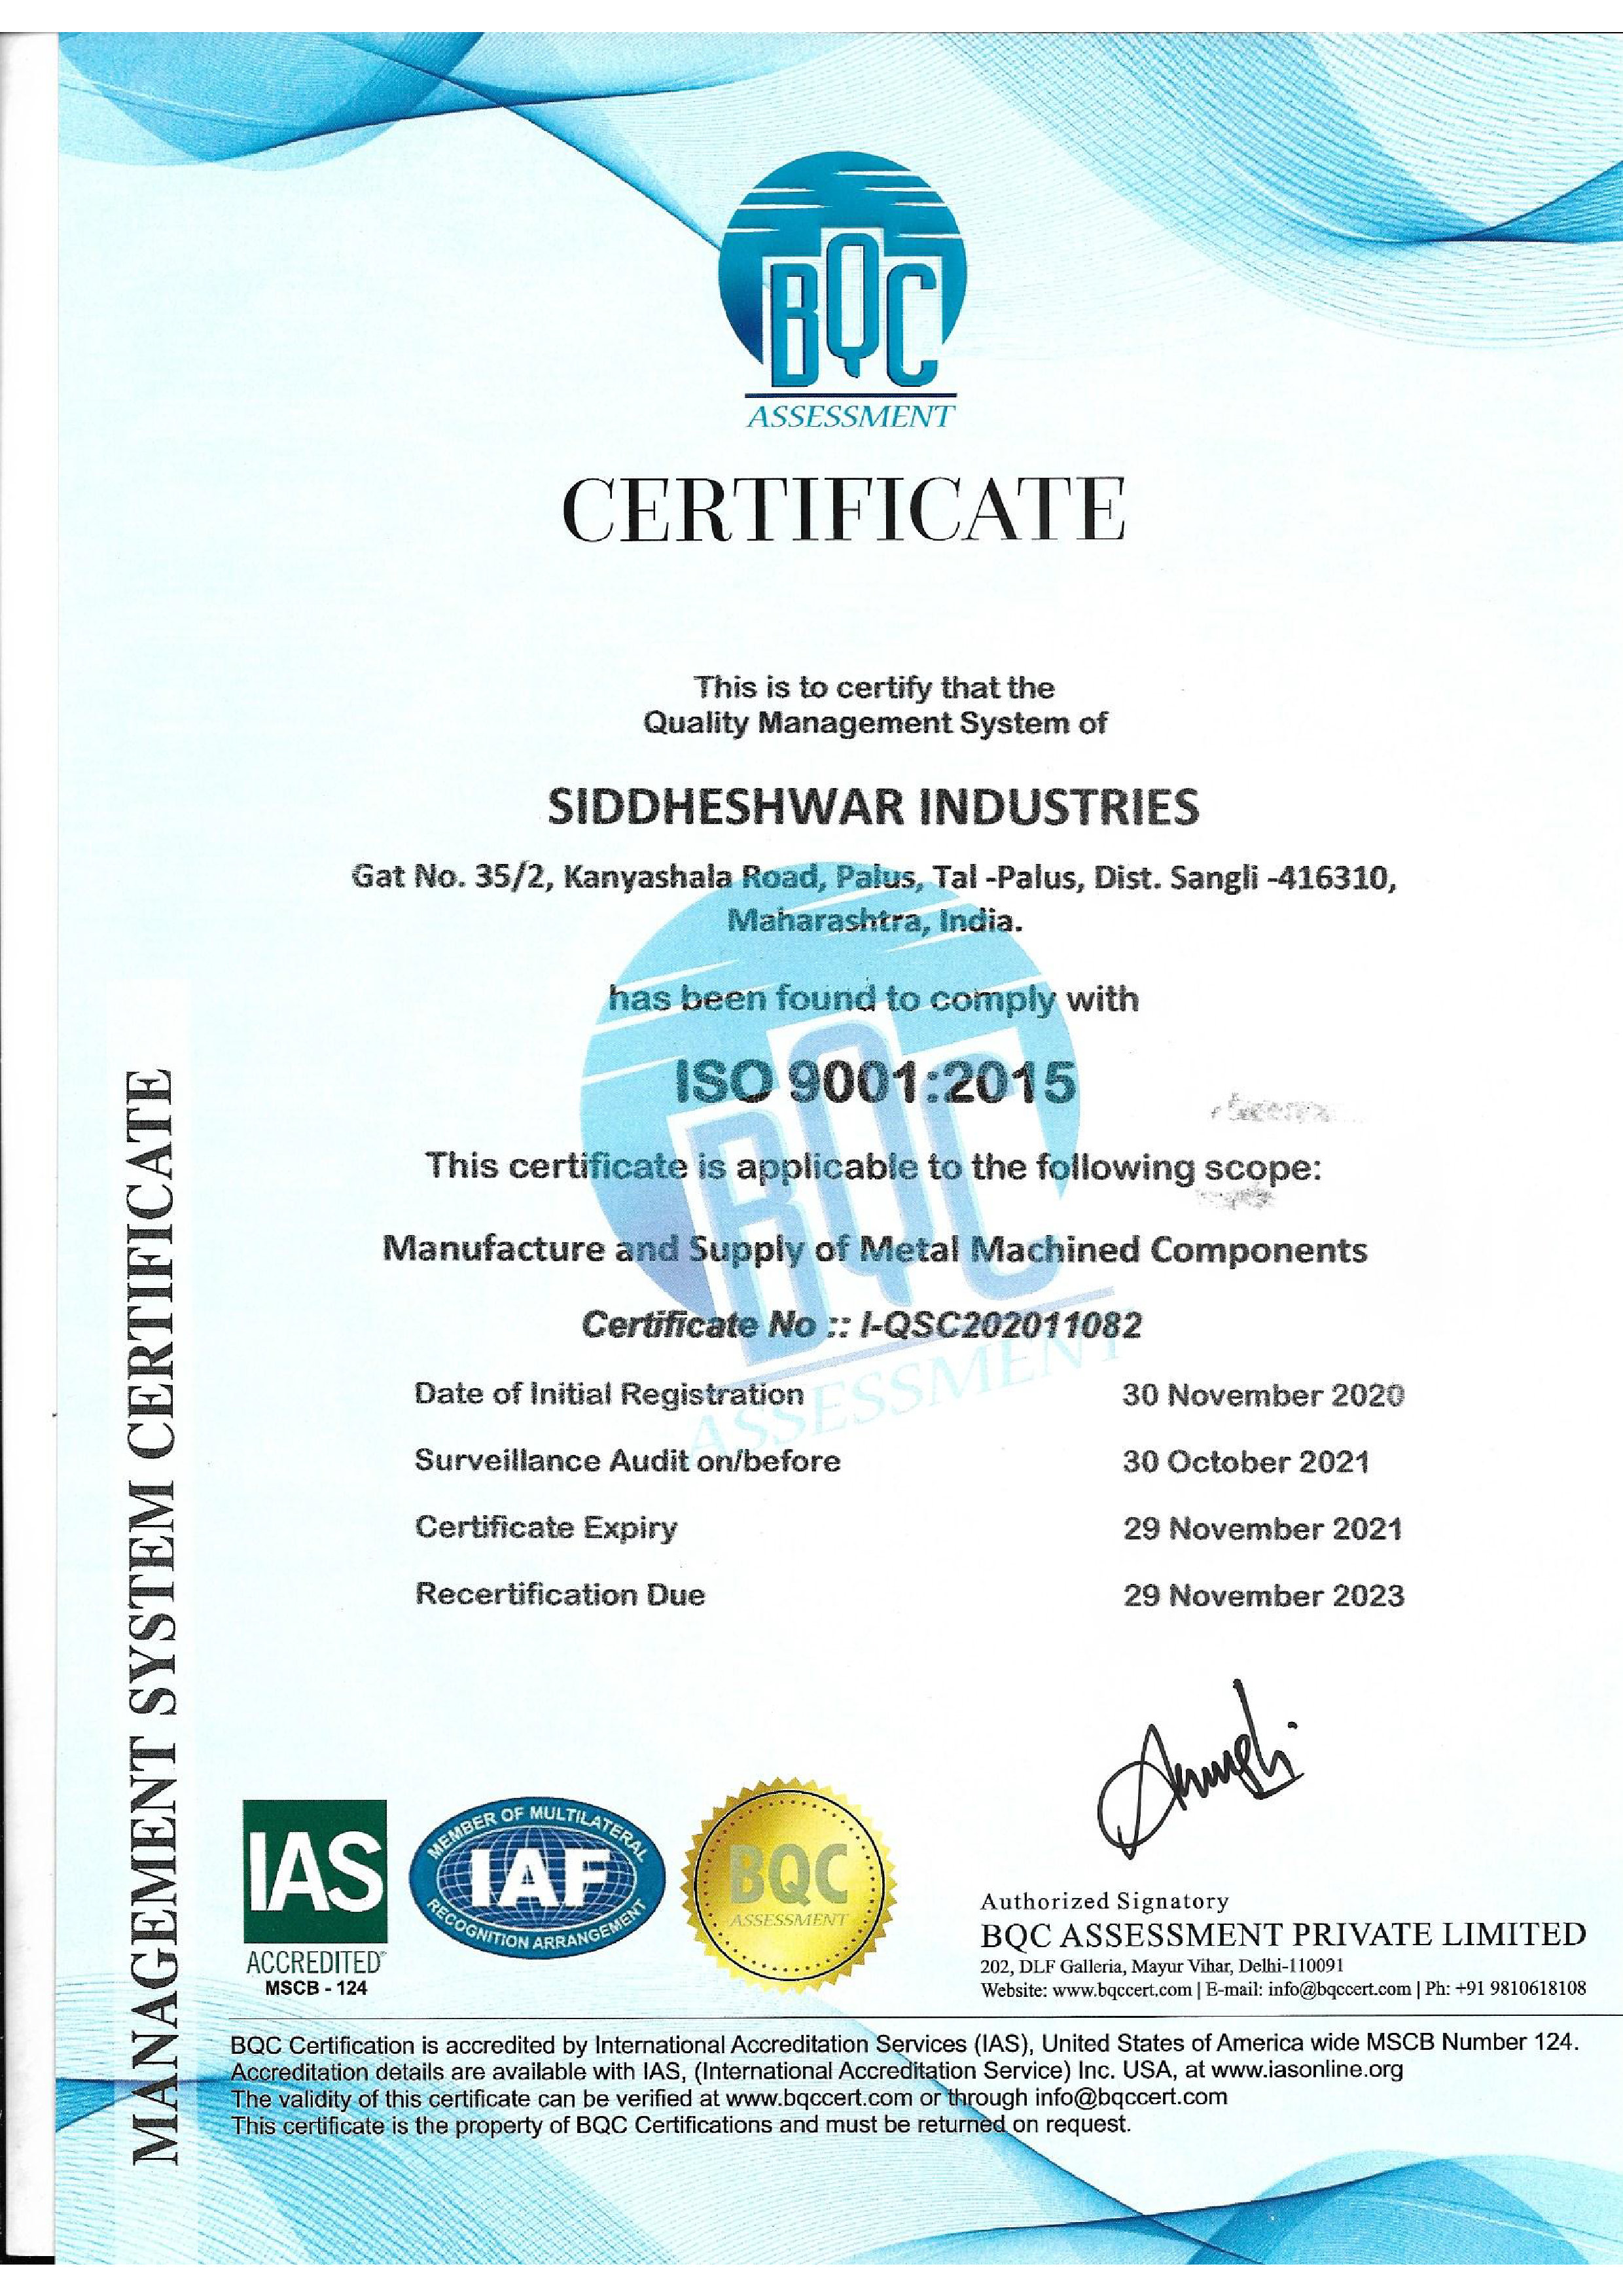 BQC
ASSESSMENT
CERTIFICATE
This is to certify that the
Quality Management System of
SIDDHESHWAR INDUSTRIES
Gat No. 35/2, Kanyashala Road, Palus, Tal -Palus, Dist. Sangli -416310,
Maharashtra, India.
has been found to comply with
ISO 9001:2015
This certificate is applicable to the following scope:
Manufacture and Supply of Metal Machined Components
Certificate No :: I-QSC202011082
Date of Initial Registration 30 November 2020
Surveillance Audit on/before 30 October 2021
Certificate Expiry 29 November 2021
Recertification Due 29 November 2023
BQC
ASSESSMENT
MANAGEMENT SYSTEM CERTIFICATE
IAS
ACCREDITED
MSCB - 124
MEMBER OF MULTILATERAL
IAF
RECOGNITION ARRANGEMENT
BQC
ASSESSMENT
Authorized Signatory
BQC ASSESSMENT PRIVATE LIMITED
202, DLF Galleria, Mayur Vihar, Delhi-110091
Website: www.bqccert.com | E-mail: info@bqccert.com | Ph: +91 9810618108
BQC Certification is accredited by International Accreditation Services (IAS), United States of America wide MSCB Number 124.
Accreditation details are available with IAS, (International Accreditation Service) Inc. USA, at www.iasonline.org
The validity of this certificate can be verified at www.bqccert.com or through info@bqccert.com
This certificate is the property of BQC Certifications and must be returned on request.